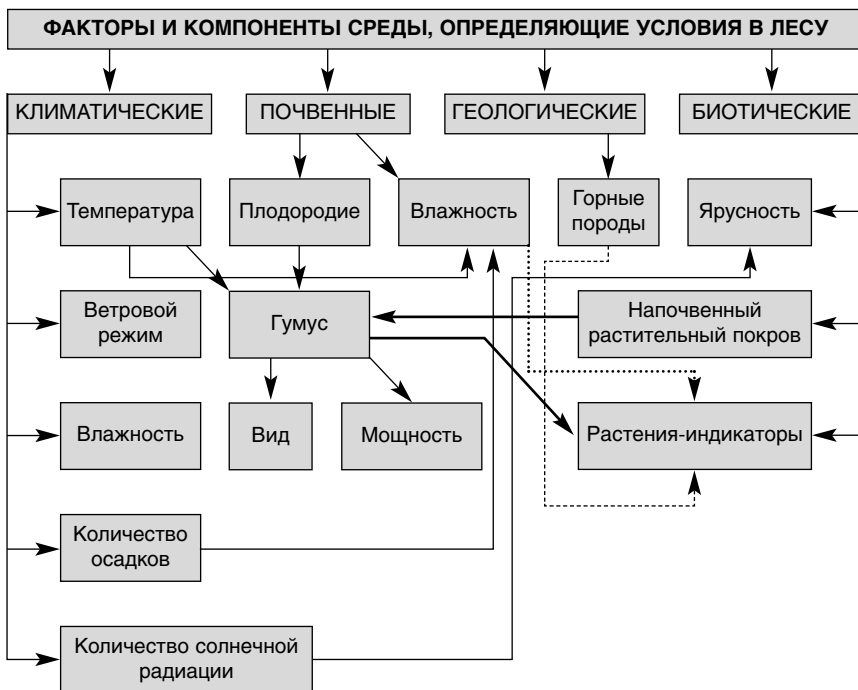 ФАКТОРЫ И КОМПОНЕНТЫ СРЕДЫ, ОПРЕДЕЛЯЮЩИЕ УСЛОВИЯ В ЛЕСУ
КЛИМАТИЧЕСКИЕ
ПОЧВЕННЫЕ
ГЕОЛОГИЧЕСКИЕ
БИОТИЧЕСКИЕ
Температура
Плодородие
Влажность
Горные
породы
Ярусность
Ветровой
режим
Гумус
Напочвенный
растительный покров
Влажность
Вид
Мощность
Растения-индикаторы
Количество
осадков
Количество солнечной
радиации